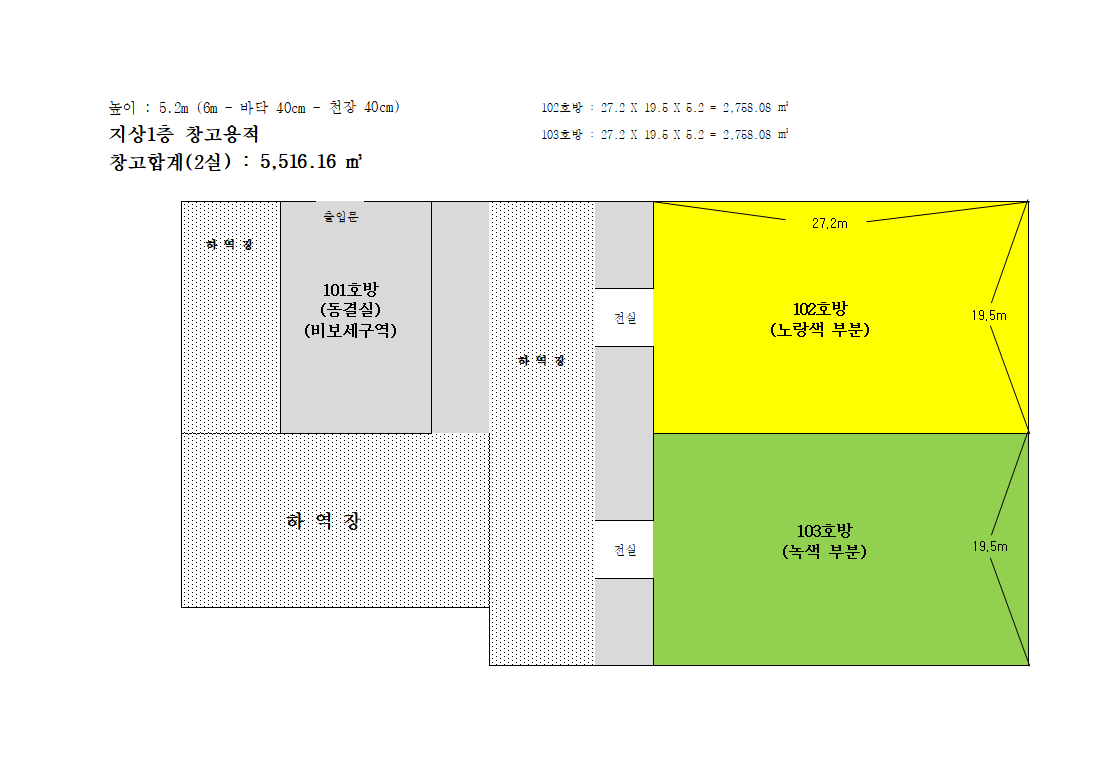 높이 : 5.2m (6m - 바닥 40cm - 천장 40cm)
102호방 : 27.2 X 19.5 X 5.2 = 2,758.08 ㎥
지상1층 창고용적
103호방 : 27.2 X 19.5 X 5.2 = 2,758.08 ㎥
창고합계(2실) : 5,516.16 ㎥
출입문
하 역 장
101호방
(동결실)
(비보세구역)
하 역 장
전실
27.2m
102호방
(노랑색 부분)
19.5m
하 역 장
전실
103호방
(녹색 부분)
19.5m